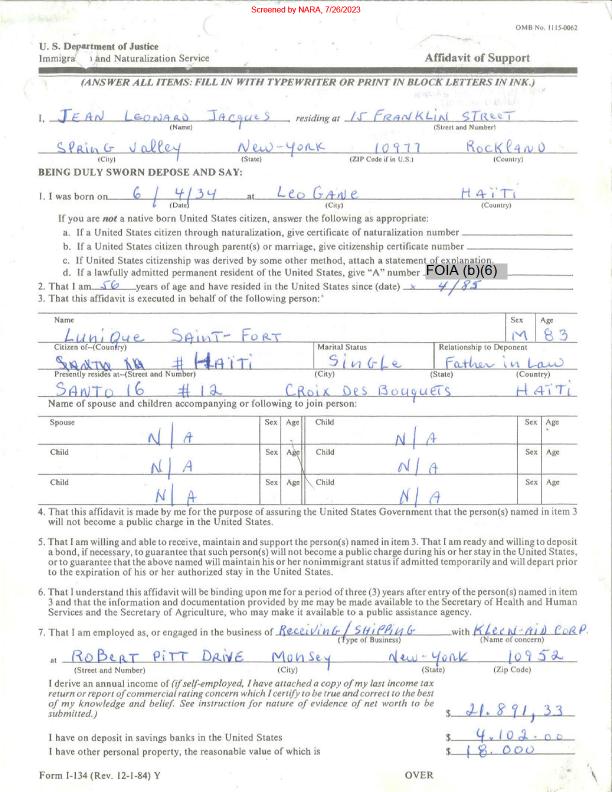 Screened by NARA, 7/26/2023
OMB No. 1115-0062
U. S. Department of Justice
Immigra and Naturalization Service Affidavit of Support
(ANSWER ALL ITEMS: FILL IN WITH TYPEWRITER OR PRINT IN BLOCK LETTERS IN INK.)
I, JEAN LEONARD JACQUES residing at 15 FRANKLIN STREET
(Name) (Street and Number)
SPRING Valley NEW-YORK 10977 ROCKLAND
(City) (State) (ZIP Code if in U.S.) (Country)
BEING DULY SWORN DEPOSE AND SAY:
1. I was born on 6/4/34 at LEOGANE HAÏTI
(Date) (City) (Country)
If you are not a native born United States citizen, answer the following as appropriate:
a. If a United States citizen through naturalization, give certificate of naturalization number
b. If a United States citizen through parent(s) or marriage, give citizenship certificate number
c. If United States citizenship was derived by some other method, attach a statement of explanation.
d. If a lawfully admitted permanent resident of the United States, give "A" number FOIA (b)(6)
2. That I am 56 years of age and have resided in the United States since (date) x 4/85
3. That this affidavit is executed in behalf of the following person:
Name Sex Age
LUNIQUE SAINT-FORT M 83
Citizen of--(Country) Marital Status Relationship to Deponent
# HAÏTI SINGLE Father in Law
Presently resides at--(Street and Number) (City) (State) (Country)
SANTO 16 #12 CROIX DES BOUQUETS HAÏTI
Name of spouse and children accompanying or following to join person:
Spouse Sex Age Child Sex Age
N/A N/A
Child Sex Age Child Sex Age
N/A N/A
Child Sex Age Child Sex Age
N/A N/A
4. That this affidavit is made by me for the purpose of assuring the United States Government that the person(s) named in item 3
will not become a public charge in the United States.
5. That I am willing and able to receive, maintain and support the person(s) named in item 3. That I am ready and willing to deposit
a bond, if necessary, to guarantee that such person(s) will not become a public charge during his or her stay in the United States,
or to guarantee that the above named will maintain his or her nonimmigrant status if admitted temporarily and will depart prior
to the expiration of his or her authorized stay in the United States.
6. That I understand this affidavit will be binding upon me for a period of three (3) years after entry of the person(s) named in item
3 and that the information and documentation provided by me may be made available to the Secretary of Health and Human
Services and the Secretary of Agriculture, who may make it available to a public assistance agency.
7. That I am employed as, or engaged in the business of Receiving/SHIPPING with KLEEN-AID CORP.
(Type of Business) (Name of concern)
at ROBERT PITT DRIVE MONSEY NEW-YORK 10952
(Street and Number) (City) (State) (Zip Code)
I derive an annual income of (if self-employed, I have attached a copy of my last income tax
return or report of commercial rating concern which I certify to be true and correct to the best
of my knowledge and belief. See instruction for nature of evidence of net worth to be
submitted.) $ 21.891,33
I have on deposit in savings banks in the United States $ 4.102.00
I have other personal property, the reasonable value of which is $ 18.000
Form I-134 (Rev. 12-1-84) Y OVER